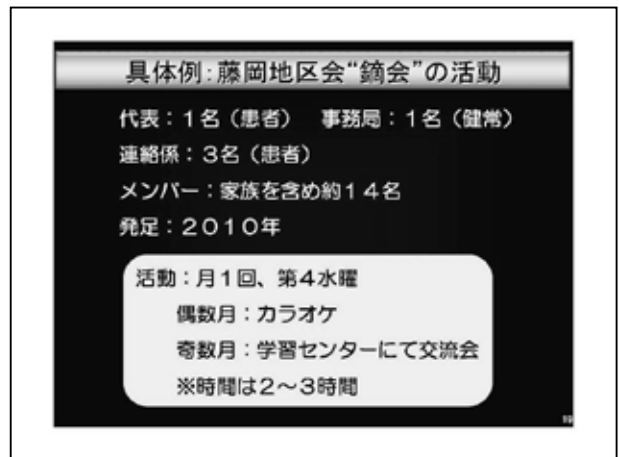 具体例:藤岡地区会“鏑会”の活動
代表：１名（患者）　事務局：１名（健常）
連絡係：３名（患者）
メンバー：家族を含め約１４名
発足：２０１０年
活動：月１回、第４水曜
偶数月：カラオケ
奇数月：学習センターにて交流会
※時間は２～３時間
19